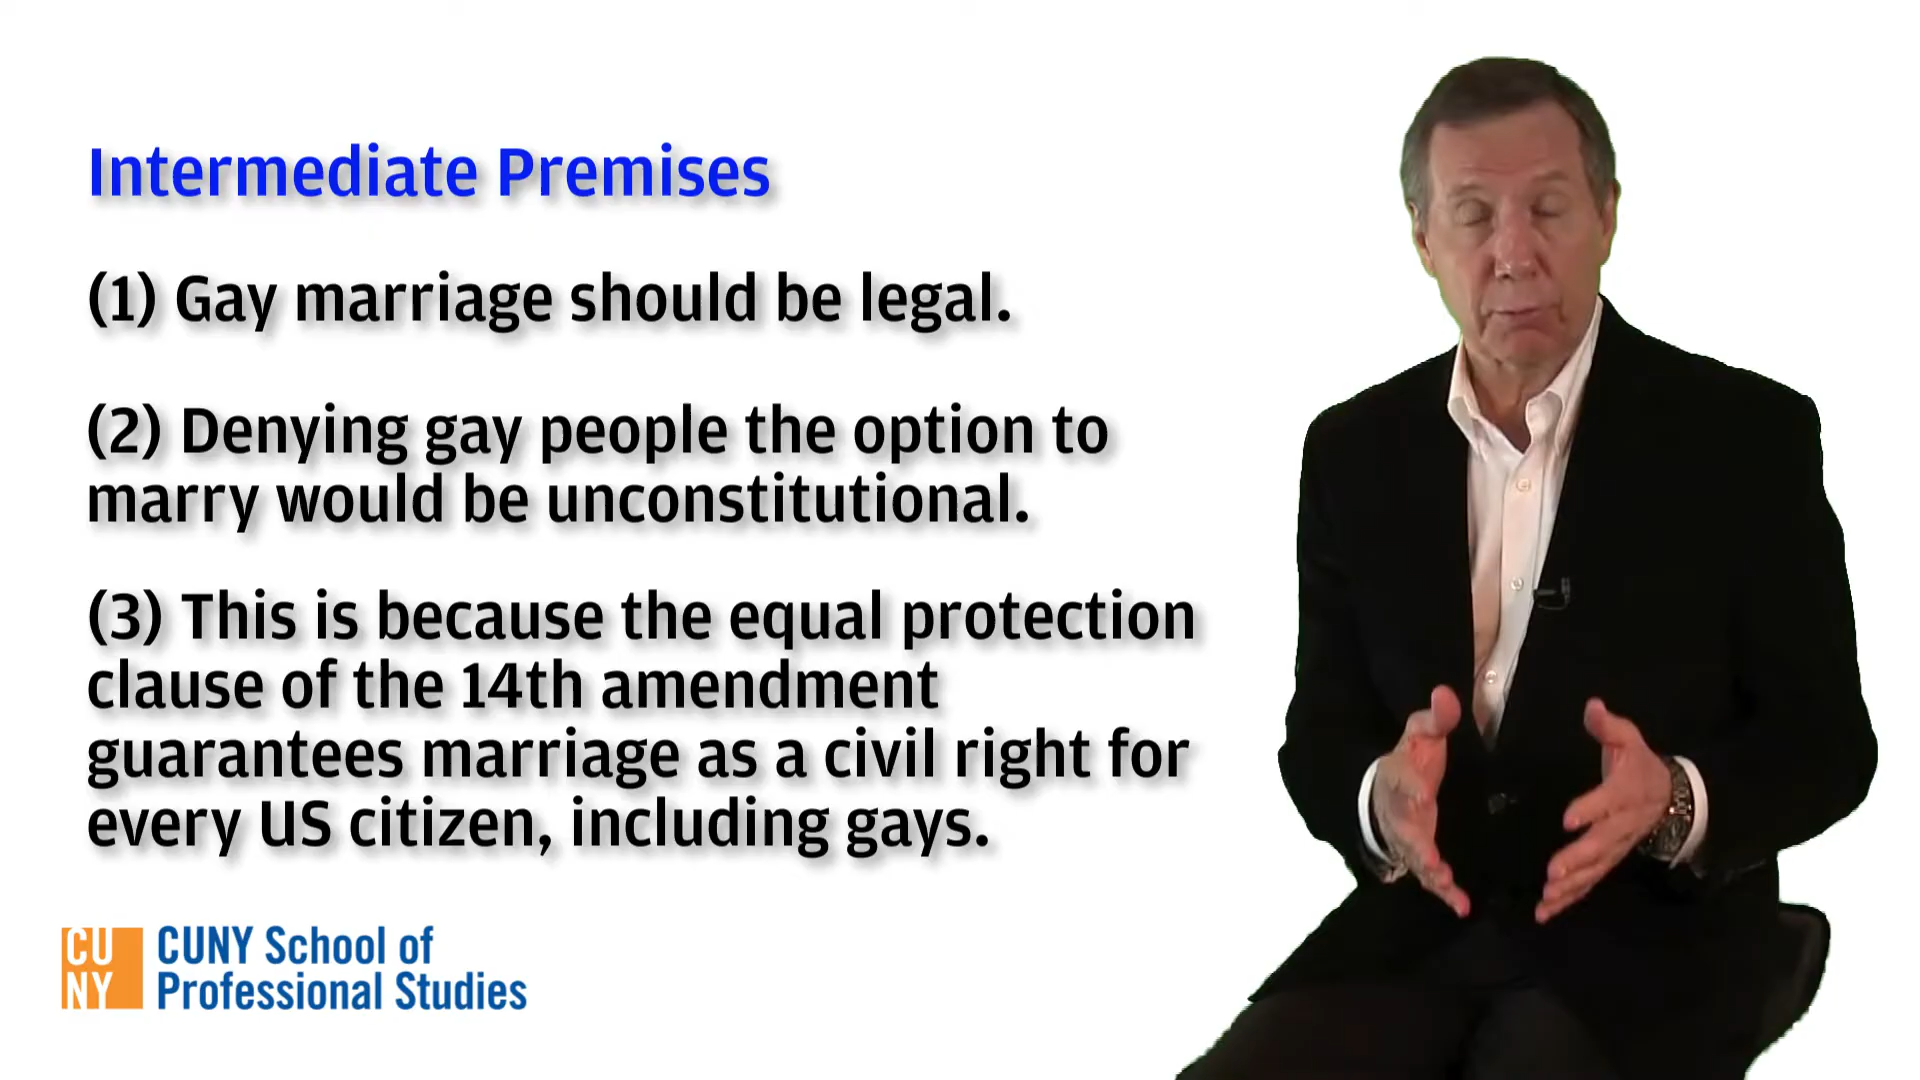 Intermediate Premises
(1) Gay marriage should be legal.
(2) Denying gay people the option to
marry would be unconstitutional.
(3) This is because the equal protection
clause of the 14th amendment
guarantees marriage as a civil right for
every US citizen, including gays.
CU
NY
CUNY School of
Professional Studies